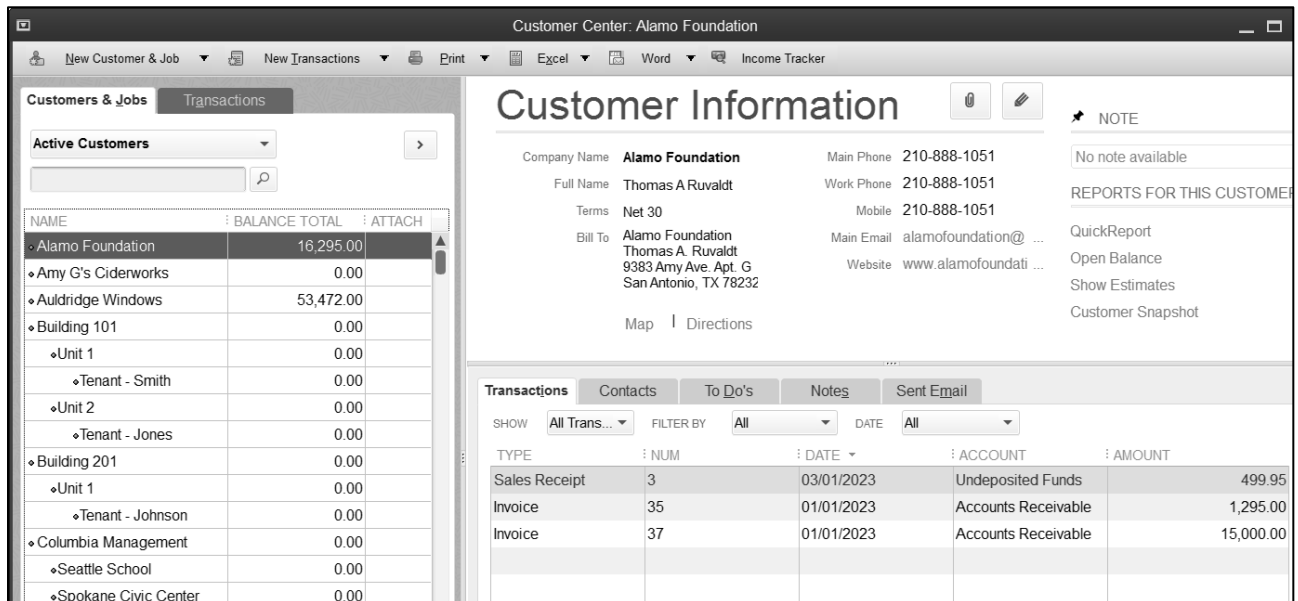 Customer Center: Alamo Foundation
New Customer & Job New Transactions Print Excel Word Income Tracker
Customers & Jobs Transactions
Active Customers
NAME BALANCE TOTAL ATTACH
Alamo Foundation 16,295.00
Amy G's Ciderworks 0.00
Auldridge Windows 53,472.00
Building 101 0.00
Unit 1 0.00
Tenant - Smith 0.00
Unit 2 0.00
Tenant - Jones 0.00
Building 201 0.00
Unit 1 0.00
Tenant - Johnson 0.00
Columbia Management 0.00
Seattle School 0.00
Spokane Civic Center 0.00
Customer Information
Company Name Alamo Foundation Main Phone 210-888-1051
Full Name Thomas A Ruvaldt Work Phone 210-888-1051
Terms Net 30 Mobile 210-888-1051
Bill To Alamo Foundation Main Email alamofoundation@ ...
Thomas A. Ruvaldt
9383 Amy Ave. Apt. G Website www.alamofoundati ...
San Antonio, TX 78232
Map | Directions
NOTE
No note available
REPORTS FOR THIS CUSTOMER
QuickReport
Open Balance
Show Estimates
Customer Snapshot
Transactions Contacts To Do's Notes Sent Email
SHOW All Trans... FILTER BY All DATE All
TYPE NUM DATE ACCOUNT AMOUNT
Sales Receipt 3 03/01/2023 Undeposited Funds 499.95
Invoice 35 01/01/2023 Accounts Receivable 1,295.00
Invoice 37 01/01/2023 Accounts Receivable 15,000.00